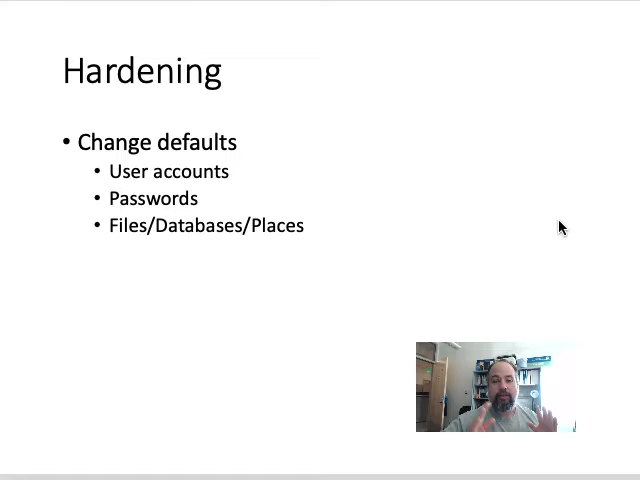 Hardening
• Change defaults
• User accounts
• Passwords
• Files/Databases/Places